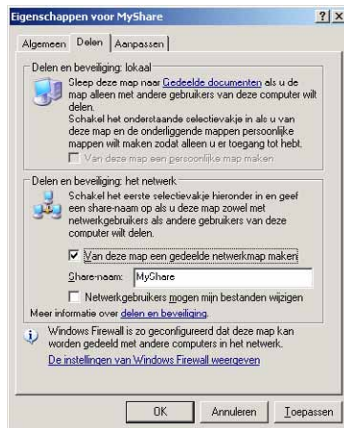 Eigenschappen voor MyShare
Algemeen Delen Aanpassen
Delen en beveiliging: lokaal
Sleep deze map naar Gedeelde documenten als u de
map alleen met andere gebruikers van deze computer wilt
delen.
Schakel het onderstaande selectievakje in als u van
deze map en de onderliggende mappen persoonlijke
mappen wilt maken zodat alleen u er toegang tot hebt.
Van deze map een persoonlijke map maken
Delen en beveiliging: het netwerk
Schakel het eerste selectievakje hieronder in en geef
een share-naam op als u deze map zowel met
netwerkgebruikers als andere gebruikers van deze
computer wilt delen.
Van deze map een gedeelde netwerkmap maken
Share-naam: MyShare
Netwerkgebruikers mogen mijn bestanden wijzigen
Meer informatie over delen en beveiliging.
Windows Firewall is zo geconfigureerd dat deze map kan
worden gedeeld met andere computers in het netwerk.
De instellingen van Windows Firewall weergeven
OK Annuleren Toepassen